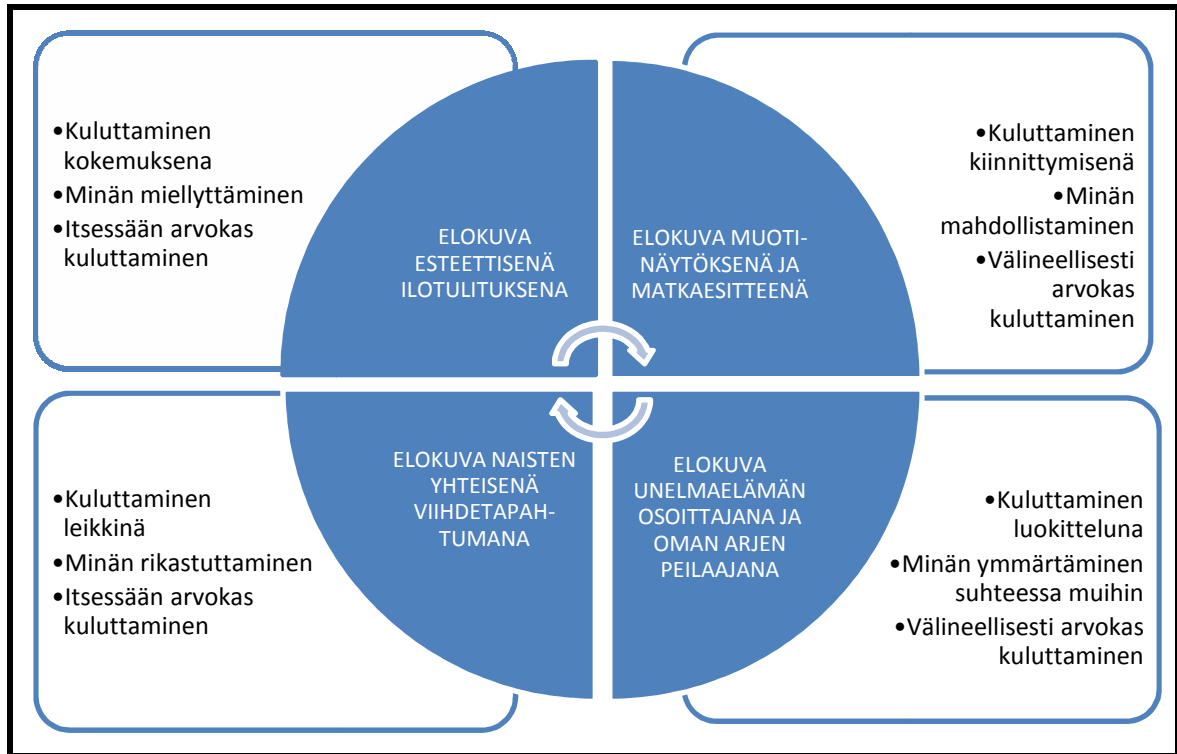 •Kuluttaminen
kokemuksena
•Minän miellyttäminen
•Itsessään arvokas
kuluttaminen
ELOKUVA
ESTEETTISENÄ
ILOTULITUKSENA
ELOKUVA MUOTI-
NÄYTÖKSENÄ JA
MATKAESITTEENÄ
•Kuluttaminen
kiinnittymisenä
•Minän
mahdollistaminen
•Välineellisesti
arvokas
kuluttaminen
•Kuluttaminen
leikkinä
•Minän rikastuttaminen
•Itsessään arvokas
kuluttaminen
ELOKUVA NAISTEN
YHTEISENÄ
VIIHDETAPAH-
TUMANA
ELOKUVA
UNELMAELÄMÄN
OSOITTAJANA JA
OMAN ARJEN
PEILAAJANA
•Kuluttaminen
luokitteluna
•Minän ymmärtäminen
suhteessa muihin
•Välineellisesti arvokas
kuluttaminen